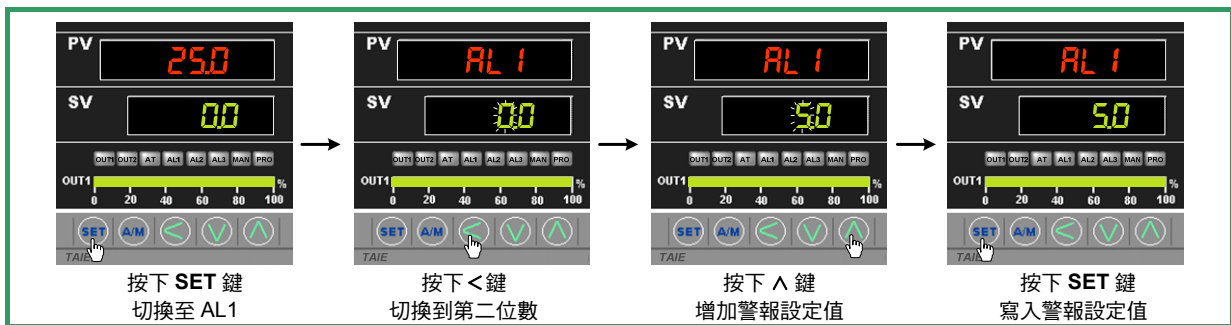 PV
25.0
SV
0.0
OUT1 OUT2 AT AL1 AL2 AL3 MAN PRO
OUT1
%
0 20 40 60 80 100
SET A/M < ∨ ∧
TAIE
按下 SET 鍵
切換至 AL1
PV
AL1
SV
0.0
OUT1 OUT2 AT AL1 AL2 AL3 MAN PRO
OUT1
%
0 20 40 60 80 100
SET A/M < ∨ ∧
TAIE
按下 < 鍵
切換到第二位數
PV
AL1
SV
5.0
OUT1 OUT2 AT AL1 AL2 AL3 MAN PRO
OUT1
%
0 20 40 60 80 100
SET A/M < ∨ ∧
TAIE
按下 ∧ 鍵
增加警報設定值
PV
AL1
SV
5.0
OUT1 OUT2 AT AL1 AL2 AL3 MAN PRO
OUT1
%
0 20 40 60 80 100
SET A/M < ∨ ∧
TAIE
按下 SET 鍵
寫入警報設定值